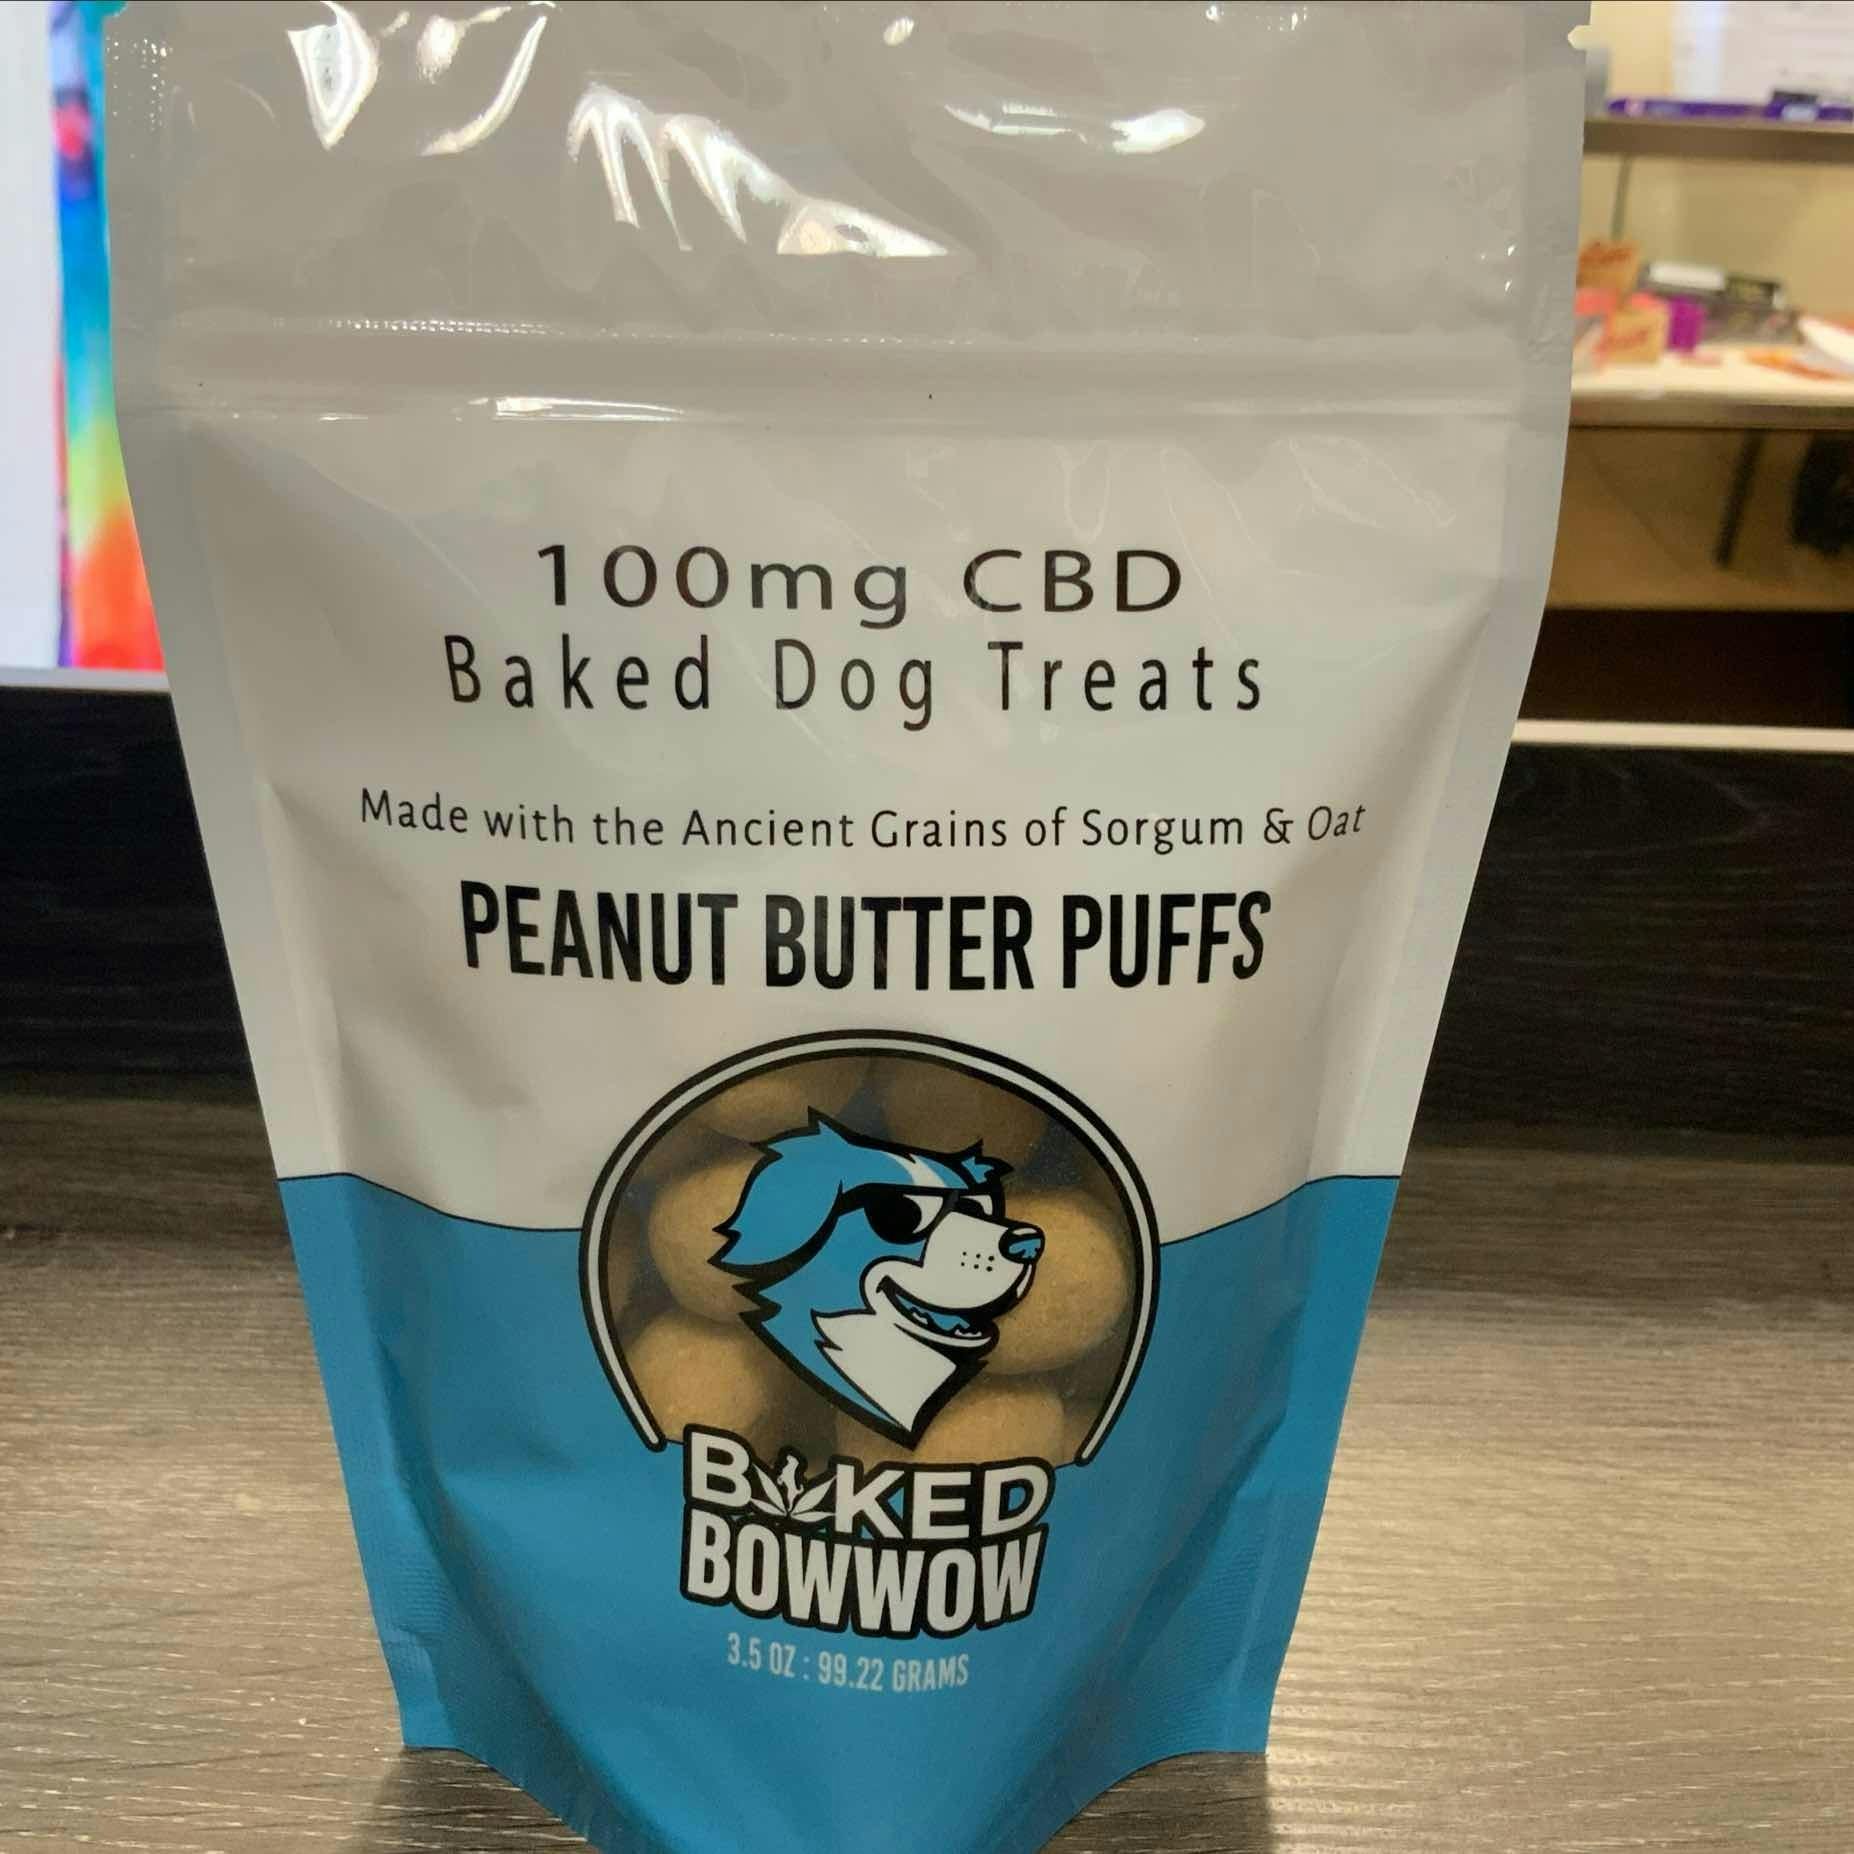 100mg CBD
Baked Dog Treats
Made with the Ancient Grains of Sorgum & Oat
PEANUT BUTTER PUFFS
BAKED
BOWWOW
3.5 OZ : 99.22 GRAMS